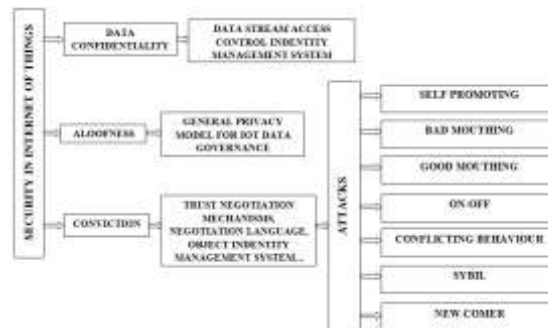 SECURITY IN INTERNET OF THINGS
DATA
CONFIDENTIALITY
DATA STREAM ACCESS
CONTROL INDENTITY
MANAGEMENT SYSTEM
ALOOFNESS
GENERAL PRIVACY
MODEL FOR IOT DATA
GOVERNANCE
CONVICTION
TRUST NEGOTIATION
MECHANISMS,
NEGOTIATION LANGUAGE,
OBJECT INDENTITY
MANAGEMENT SYSTEM...
ATTACKS
SELF PROMOTING
BAD MOUTHING
GOOD MOUTHING
ON-OFF
CONFLICTING BEHAVIOUR
SYBIL
NEW COMER